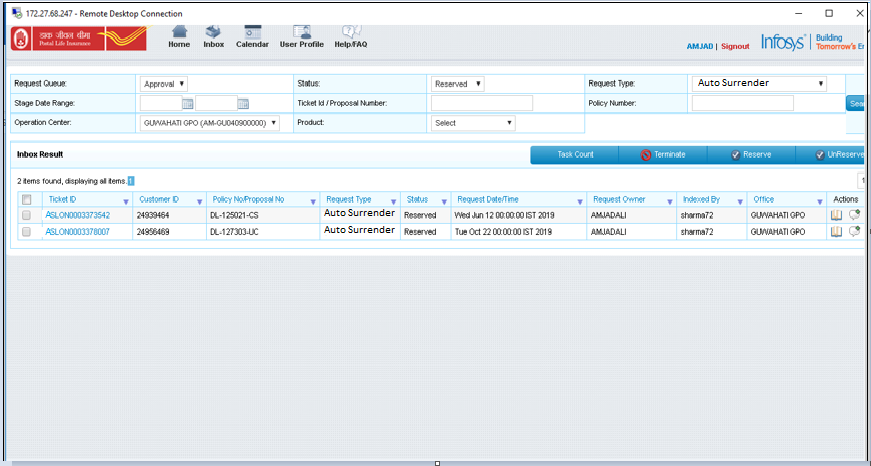 172.27.68.247 - Remote Desktop Connection
डाक जीवन बीमा
Postal Life Insurance
Home Inbox Calendar User Profile Help/FAQ
AMJAD | Signout
Infosys | Building
Tomorrow's En
Request Queue: Approval Status: Reserved Request Type: Auto Surrender
Stage Date Range: Ticket Id / Proposal Number: Policy Number: Sea
Operation Center: GUWAHATI GPO (AM-GU040900000) Product: Select
Inbox Result Task Count Terminate Reserve UnReserve
2 items found, displaying all items. 1 1
Ticket ID Customer ID Policy No/Proposal No Request Type Status Request Date/Time Request Owner Indexed By Office Actions
ASLON0003373542 24939464 DL-125021-CS Auto Surrender Reserved Wed Jun 12 00:00:00 IST 2019 AMJADALI sharma72 GUWAHATI GPO
ASLON0003378007 24956469 DL-127303-UC Auto Surrender Reserved Tue Oct 22 00:00:00 IST 2019 AMJADALI sharma72 GUWAHATI GPO